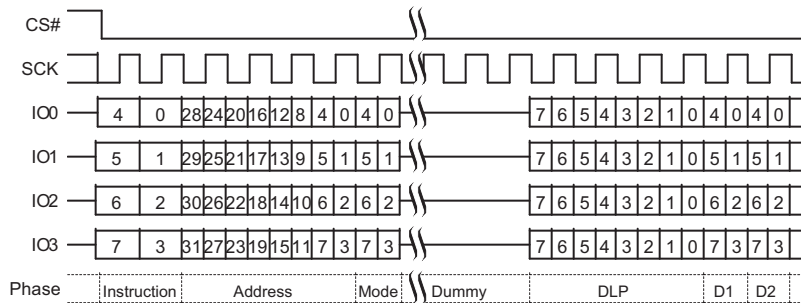 CS#
SCK
IO0 4 0 28 24 20 16 12 8 4 0 4 0 7 6 5 4 3 2 1 0 4 0 4 0
IO1 5 1 29 25 21 17 13 9 5 1 5 1 7 6 5 4 3 2 1 0 5 1 5 1
IO2 6 2 30 26 22 18 14 10 6 2 6 2 7 6 5 4 3 2 1 0 6 2 6 2
IO3 7 3 31 27 23 19 15 11 7 3 7 3 7 6 5 4 3 2 1 0 7 3 7 3
Phase Instruction Address Mode Dummy DLP D1 D2